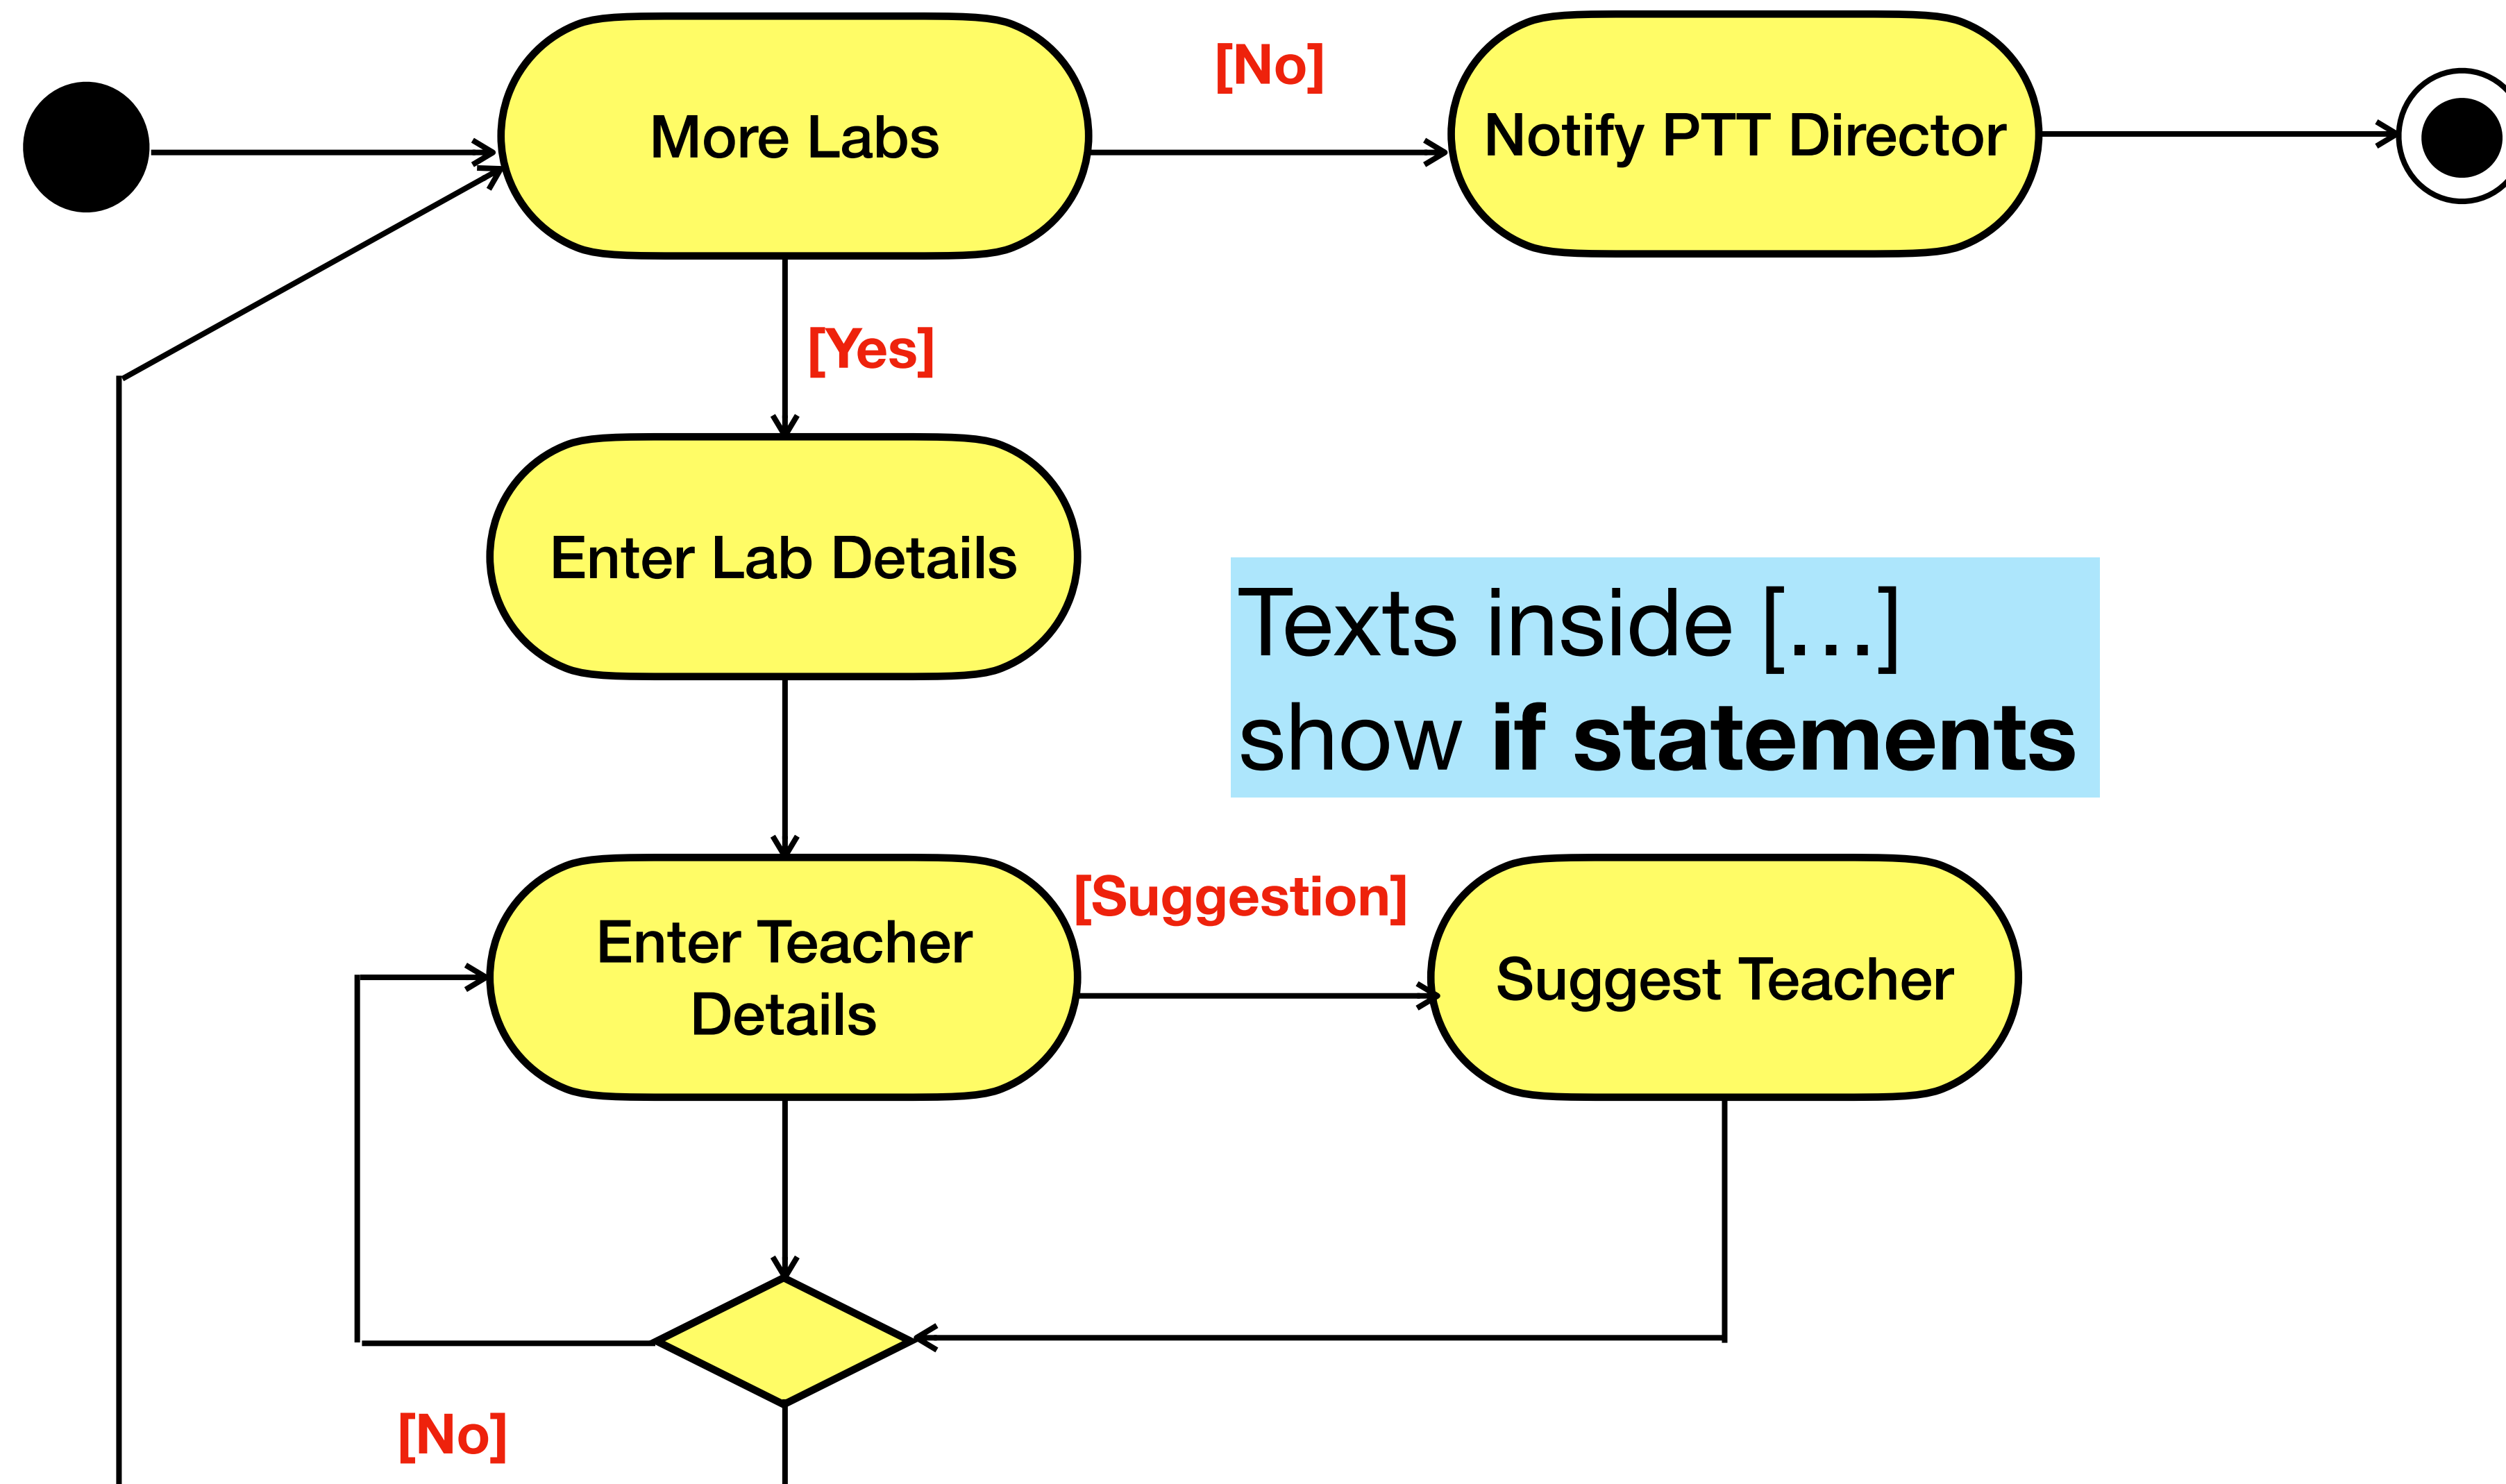 [No]
More Labs
Notify PTT Director
[Yes]
Enter Lab Details
Texts inside [...]
show if statements
[Suggestion]
Enter Teacher
Details
Suggest Teacher
[No]